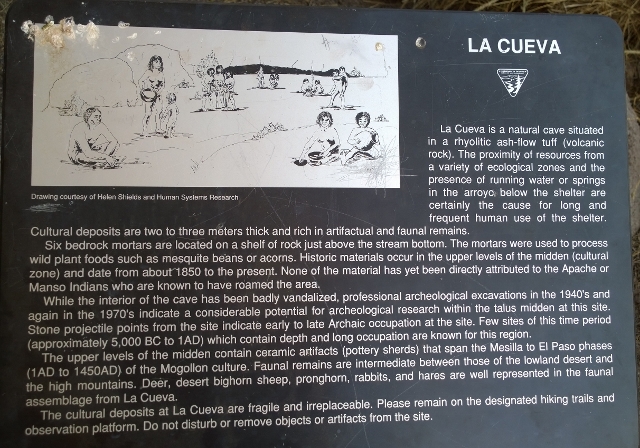 LA CUEVA
La Cueva is a natural cave situated
in a rhyolitic ash-flow tuff (volcanic
rock). The proximity of resources from
a variety of ecological zones and the
presence of running water or springs
in the arroyo below the shelter are
certainly the cause for long and
frequent human use of the shelter.
Drawing courtesy of Helen Shields and Human Systems Research
Cultural deposits are two to three meters thick and rich in artifactual and faunal remains.
Six bedrock mortars are located on a shelf of rock just above the stream bottom. The mortars were used to process
wild plant foods such as mesquite beans or acorns. Historic materials occur in the upper levels of the midden (cultural
zone) and date from about 1850 to the present. None of the material has yet been directly attributed to the Apache or
Manso Indians who are known to have roamed the area.
While the interior of the cave has been badly vandalized, professional archeological excavations in the 1940's and
again in the 1970's indicate a considerable potential for archeological research within the talus midden at this site.
Stone projectile points from the site indicate early to late Archaic occupation at the site. Few sites of this time period
(approximately 5,000 BC to 1AD) which contain depth and long occupation are known for this region.
The upper levels of the midden contain ceramic artifacts (pottery sherds) that span the Mesilla to El Paso phases
(1AD to 1450AD) of the Mogollon culture. Faunal remains are intermediate between those of the lowland desert and
the high mountains. Deer, desert bighorn sheep, pronghorn, rabbits, and hares are well represented in the faunal
assemblage from La Cueva.
The cultural deposits at La Cueva are fragile and irreplaceable. Please remain on the designated hiking trails and
observation platform. Do not disturb or remove objects or artifacts from the site.